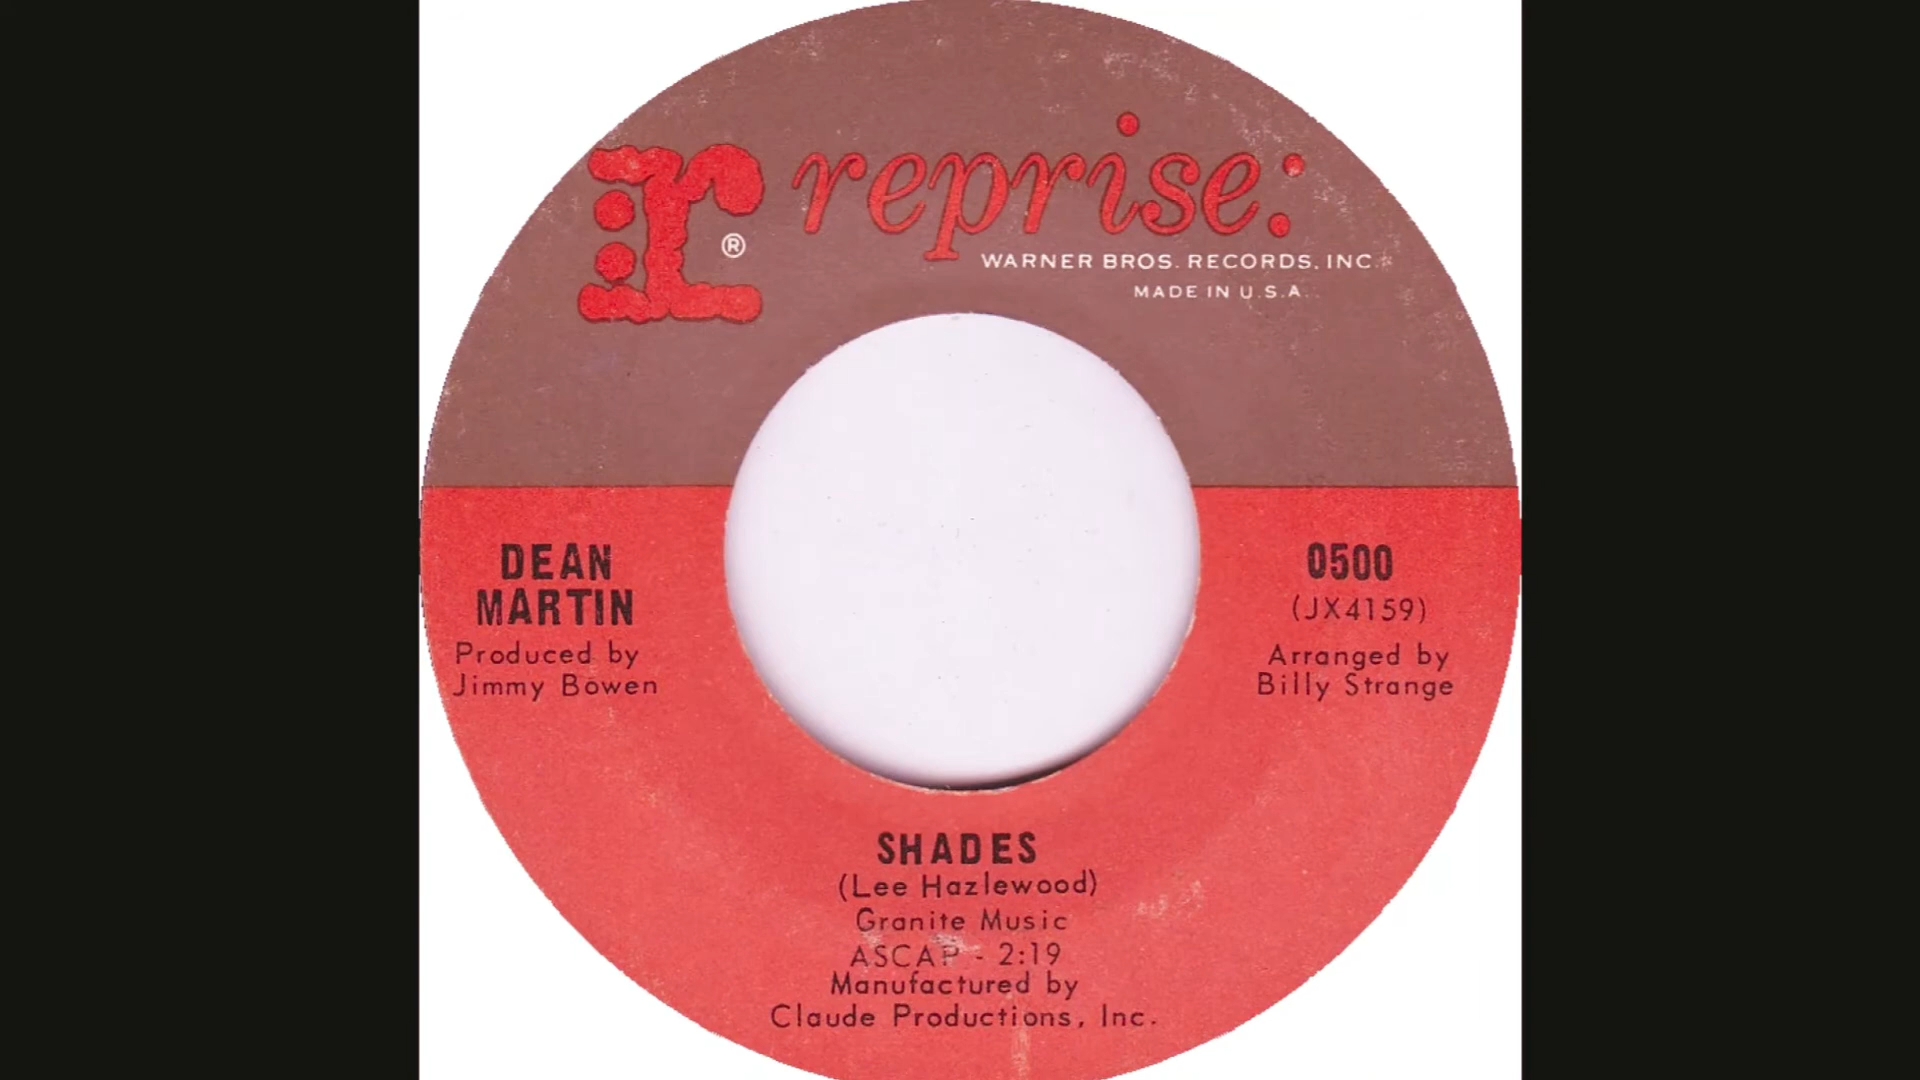 r reprise:
®
WARNER BROS. RECORDS, INC.
MADE IN U.S.A.
DEAN
MARTIN
Produced by
Jimmy Bowen
0500
(JX4159)
Arranged by
Billy Strange
SHADES
(Lee Hazlewood)
Granite Music
ASCAP - 2:19
Manufactured by
Claude Productions, Inc.